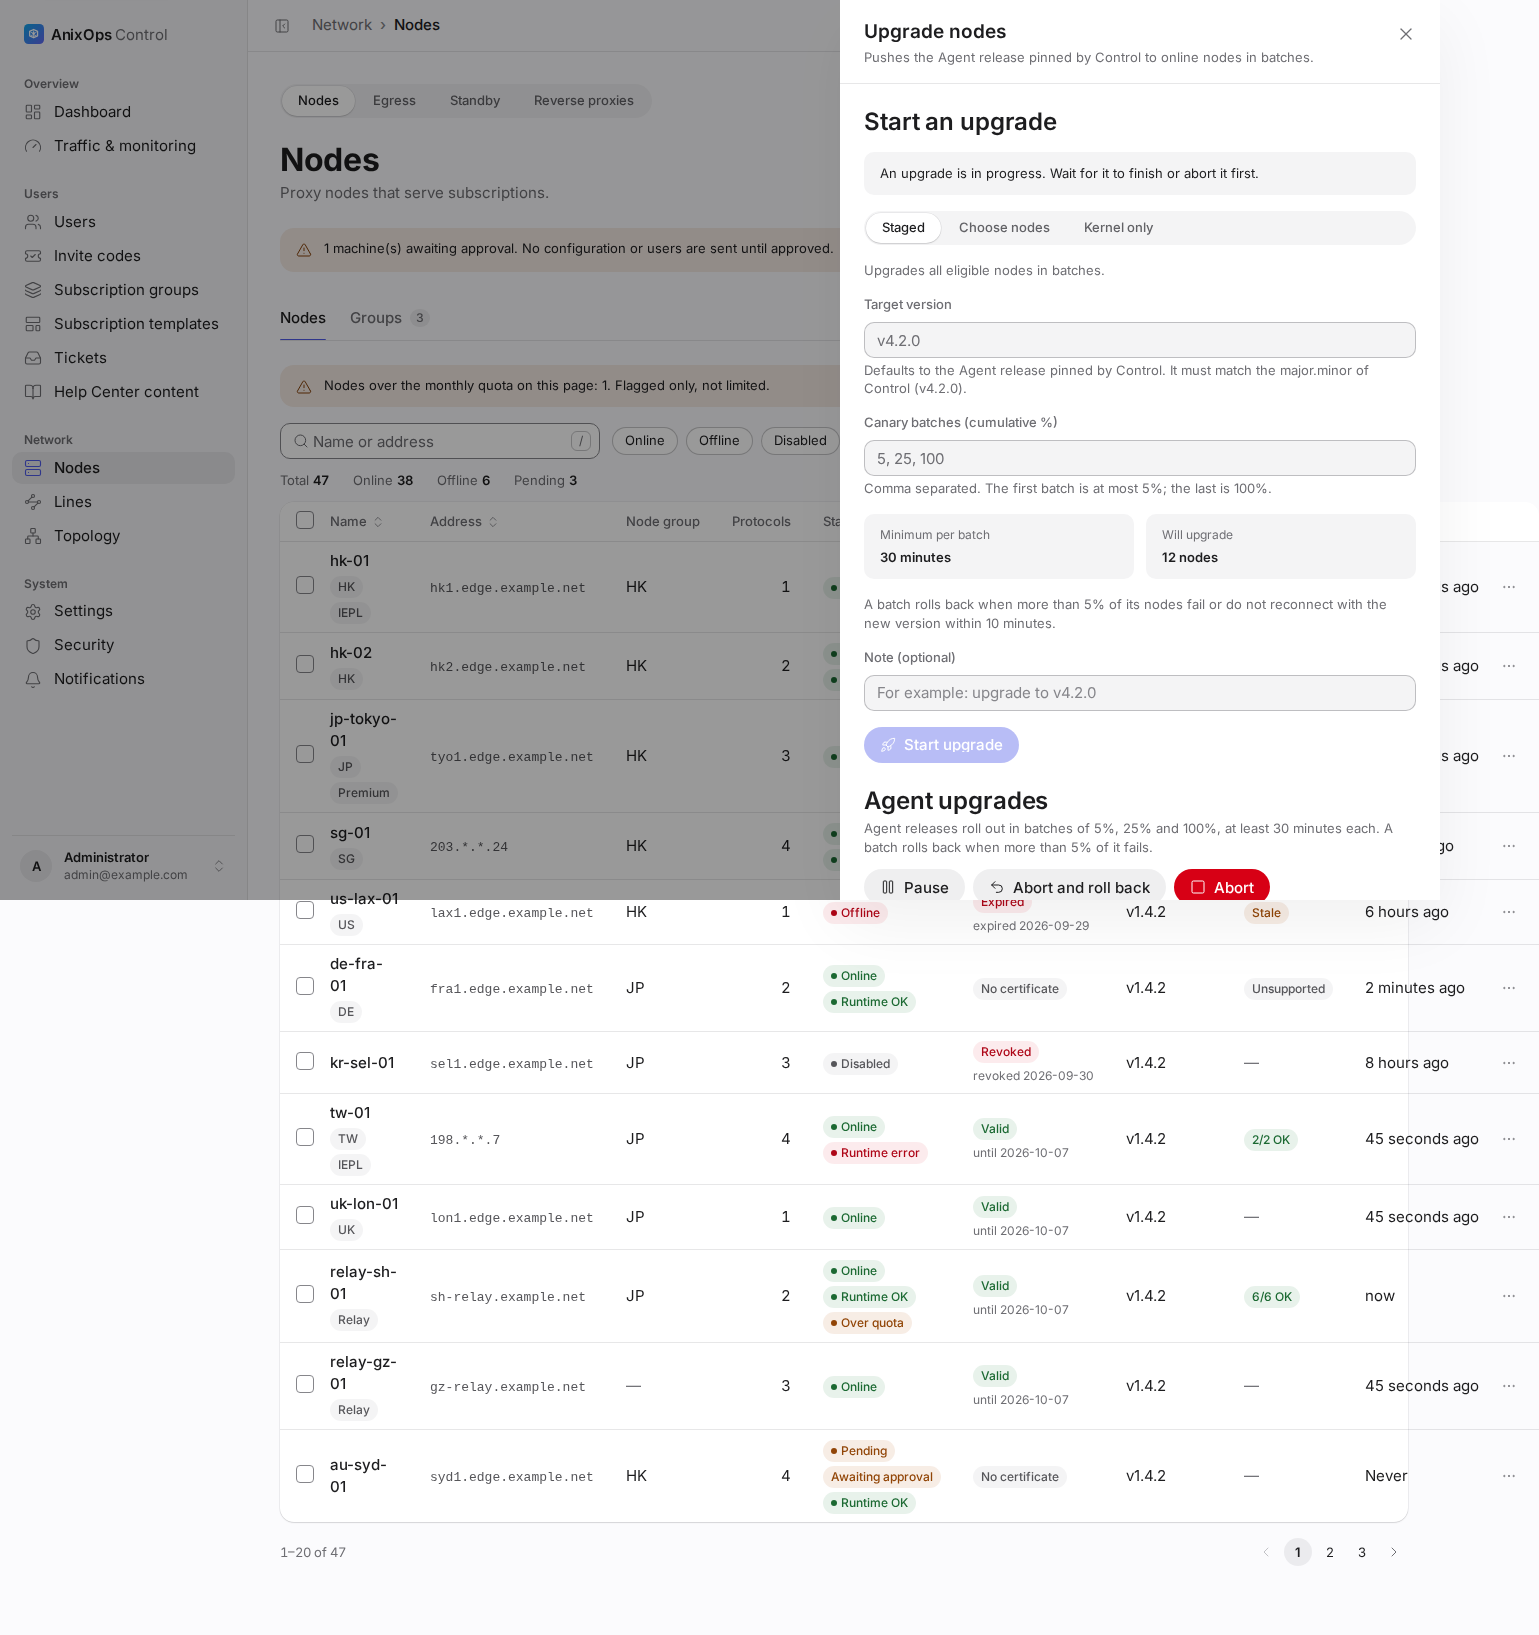 AnixOps Control
Overview
Dashboard
Traffic & monitoring
Users
Users
Invite codes
Subscription groups
Subscription templates
Tickets
Help Center content
Network
Nodes
Lines
Topology
System
Settings
Security
Notifications
A
Administrator
admin@example.com
Network › Nodes
Nodes Egress Standby Reverse proxies
Nodes
Proxy nodes that serve subscriptions.
1 machine(s) awaiting approval. No configuration or users are sent until approved.
Nodes Groups 3
Nodes over the monthly quota on this page: 1. Flagged only, not limited.
Name or address / Online Offline Disabled
Total 47 Online 38 Offline 6 Pending 3
Name Address Node group Protocols
hk-01
HK
IEPL
hk1.edge.example.net HK 1 s ago
hk-02
HK
hk2.edge.example.net HK 2 s ago
jp-tokyo-
01
JP
Premium
tyo1.edge.example.net HK 3 s ago
sg-01
SG
203.*.*.24 HK 4 go
us-lax-01
US
lax1.edge.example.net HK 1 Offline Expired
expired 2026-09-29
v1.4.2 Stale 6 hours ago
de-fra-
01
DE
fra1.edge.example.net JP 2 Online
Runtime OK
No certificate v1.4.2 Unsupported 2 minutes ago
kr-sel-01 sel1.edge.example.net JP 3 Disabled Revoked
revoked 2026-09-30
v1.4.2 — 8 hours ago
tw-01
TW
IEPL
198.*.*.7 JP 4 Online
Runtime error
Valid
until 2026-10-07
v1.4.2 2/2 OK 45 seconds ago
uk-lon-01
UK
lon1.edge.example.net JP 1 Online Valid
until 2026-10-07
v1.4.2 — 45 seconds ago
relay-sh-
01
Relay
sh-relay.example.net JP 2 Online
Runtime OK
Over quota
Valid
until 2026-10-07
v1.4.2 6/6 OK now
relay-gz-
01
Relay
gz-relay.example.net — 3 Online Valid
until 2026-10-07
v1.4.2 — 45 seconds ago
au-syd-
01
syd1.edge.example.net HK 4 Pending
Awaiting approval
Runtime OK
No certificate v1.4.2 — Never
1–20 of 47 1 2 3
Upgrade nodes
Pushes the Agent release pinned by Control to online nodes in batches.
Start an upgrade
An upgrade is in progress. Wait for it to finish or abort it first.
Staged Choose nodes Kernel only
Upgrades all eligible nodes in batches.
Target version
v4.2.0
Defaults to the Agent release pinned by Control. It must match the major.minor of
Control (v4.2.0).
Canary batches (cumulative %)
5, 25, 100
Comma separated. The first batch is at most 5%; the last is 100%.
Minimum per batch
30 minutes
Will upgrade
12 nodes
A batch rolls back when more than 5% of its nodes fail or do not reconnect with the
new version within 10 minutes.
Note (optional)
For example: upgrade to v4.2.0
Start upgrade
Agent upgrades
Agent releases roll out in batches of 5%, 25% and 100%, at least 30 minutes each. A
batch rolls back when more than 5% of it fails.
Pause Abort and roll back Abort